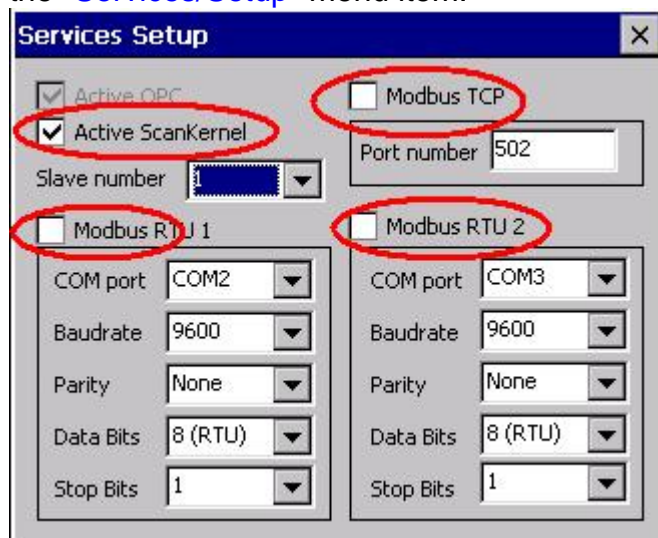 the "Services/Setup" menu item.
Services Setup
Active OPC
Active ScanKernel
Slave number 1
Modbus TCP
Port number 502
Modbus RTU 1
COM port COM2
Baudrate 9600
Parity None
Data Bits 8 (RTU)
Stop Bits 1
Modbus RTU 2
COM port COM3
Baudrate 9600
Parity None
Data Bits 8 (RTU)
Stop Bits 1